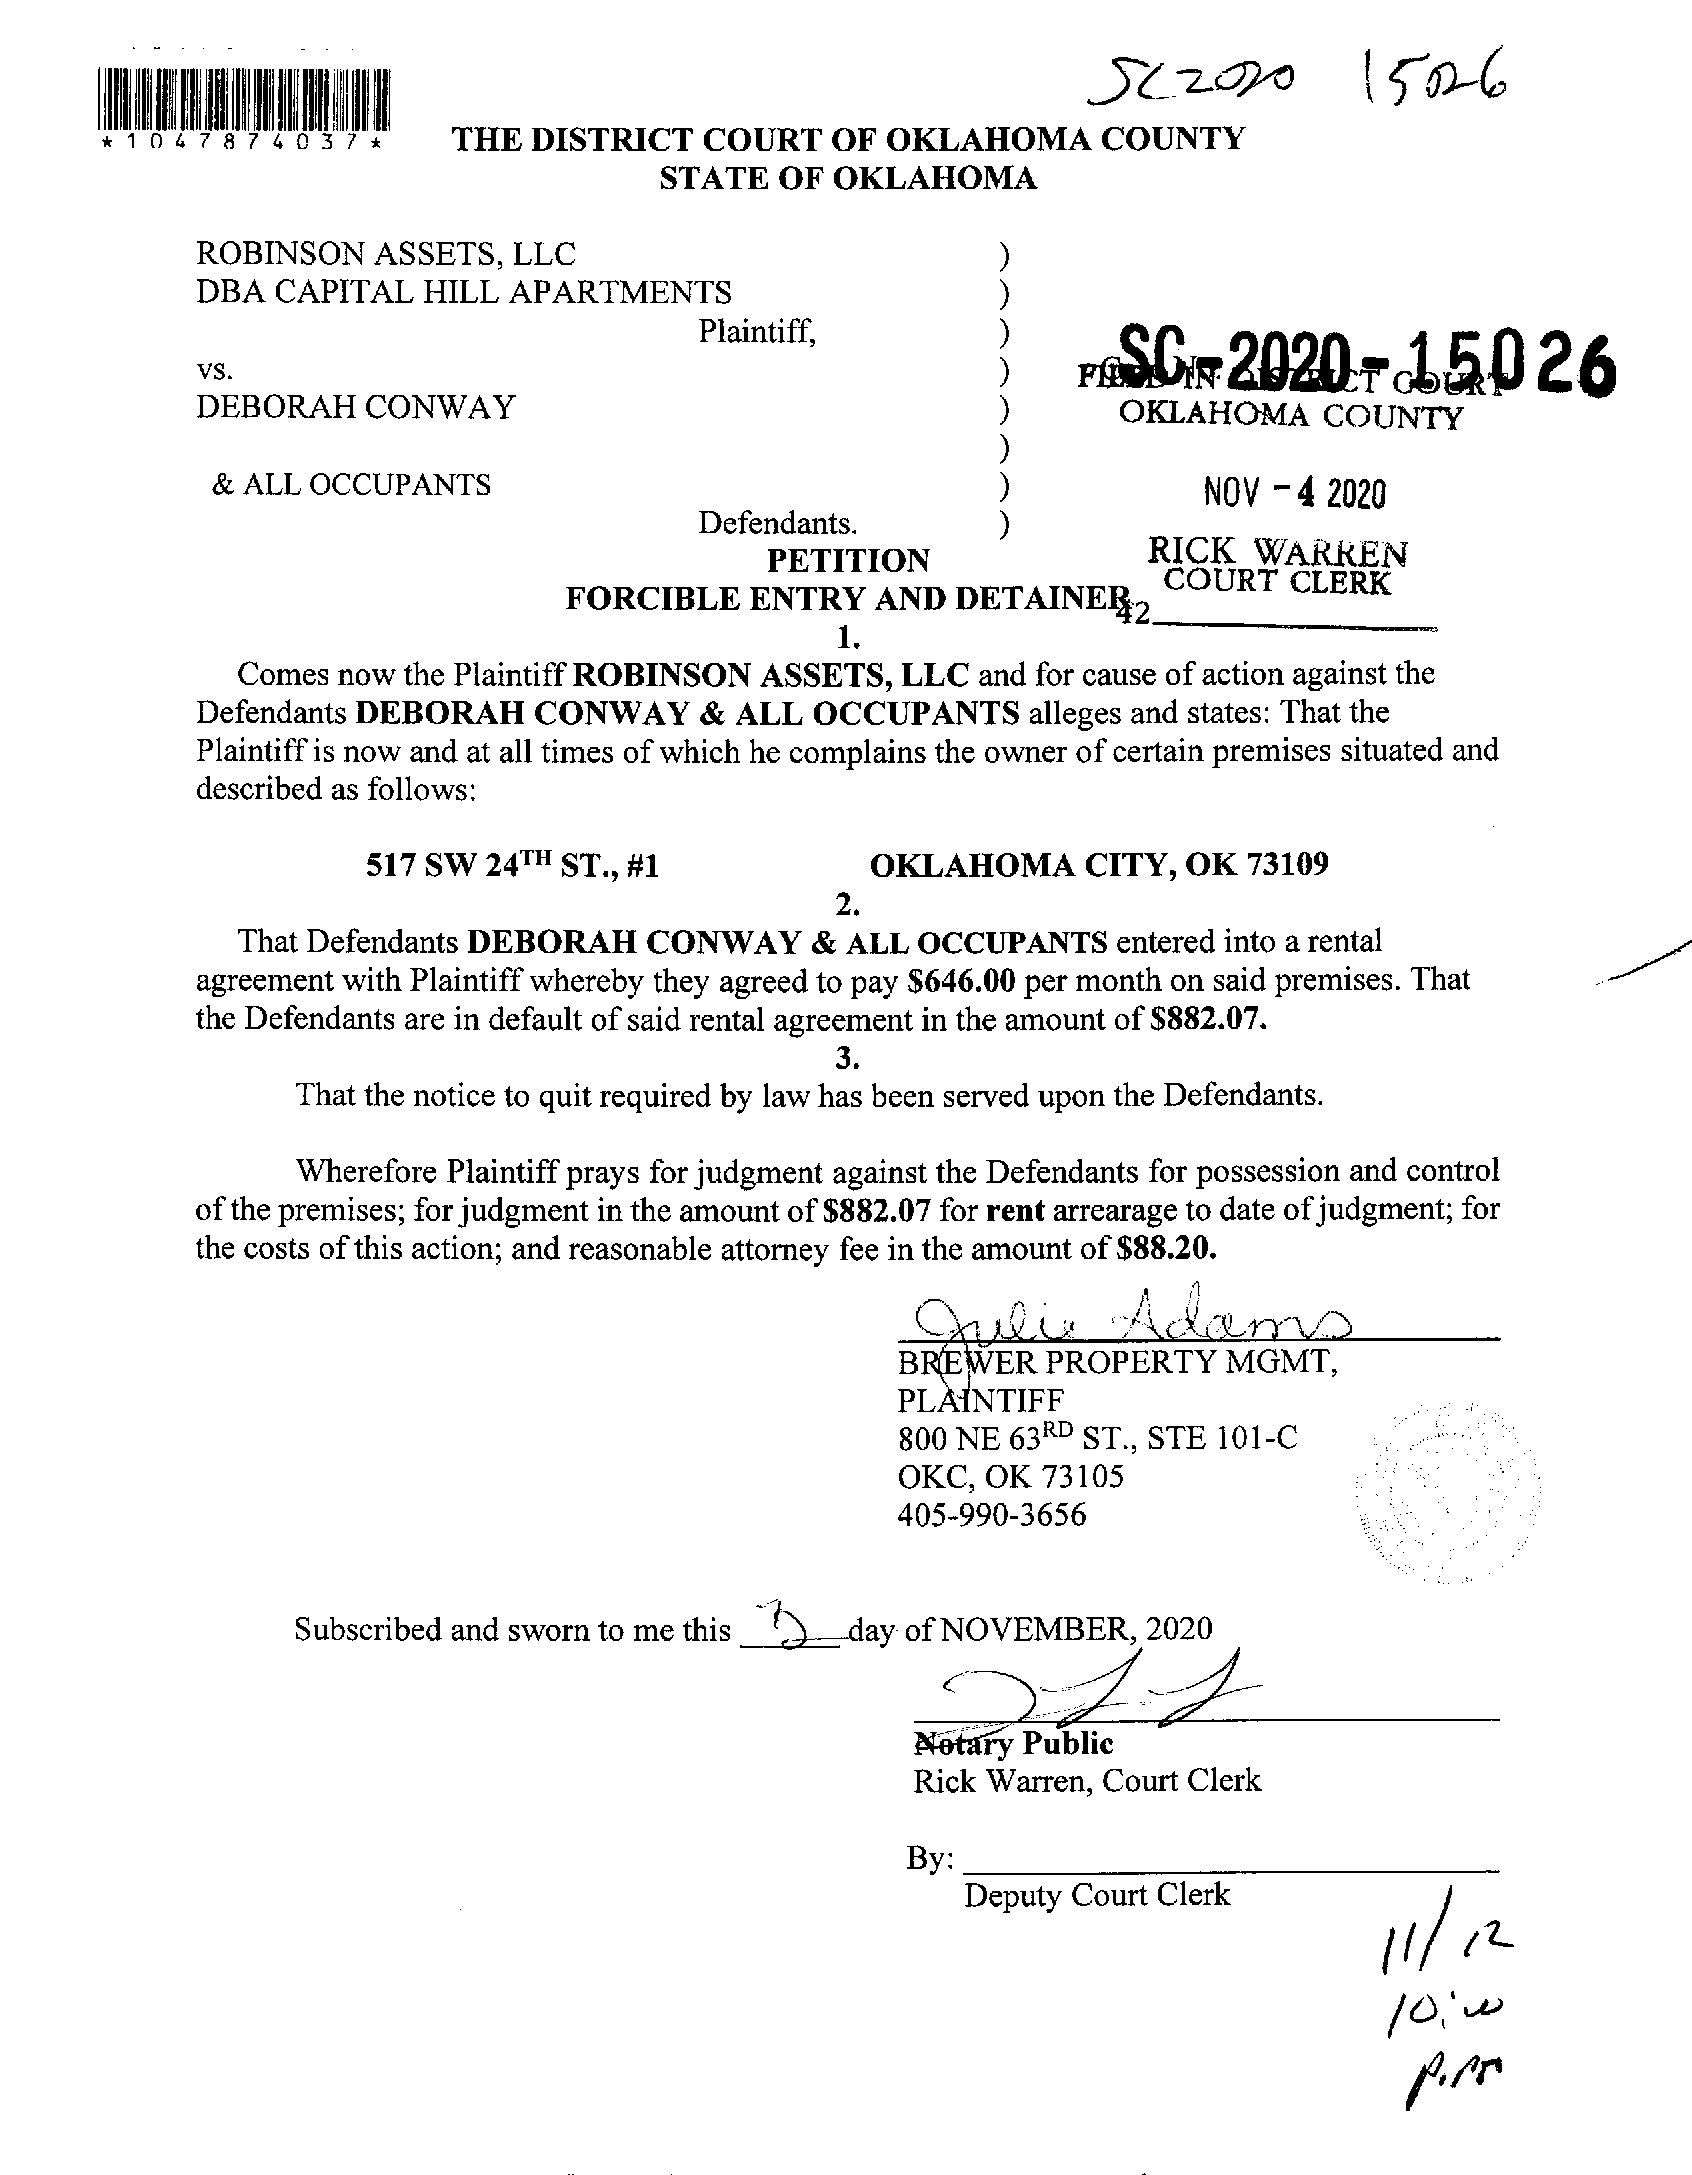 SC2020 15026
*1047874037*
THE DISTRICT COURT OF OKLAHOMA COUNTY
STATE OF OKLAHOMA
ROBINSON ASSETS, LLC )
DBA CAPITAL HILL APARTMENTS )
Plaintiff, )
vs. )
DEBORAH CONWAY )
)
& ALL OCCUPANTS )
Defendants. )
SC-2020-15026
FILED IN DISTRICT COURT
OKLAHOMA COUNTY
NOV -4 2020
RICK WARREN
COURT CLERK
42
PETITION
FORCIBLE ENTRY AND DETAINER
1.
Comes now the Plaintiff ROBINSON ASSETS, LLC and for cause of action against the
Defendants DEBORAH CONWAY & ALL OCCUPANTS alleges and states: That the
Plaintiff is now and at all times of which he complains the owner of certain premises situated and
described as follows:
517 SW 24TH ST., #1 OKLAHOMA CITY, OK 73109
2.
That Defendants DEBORAH CONWAY & ALL OCCUPANTS entered into a rental
agreement with Plaintiff whereby they agreed to pay $646.00 per month on said premises. That
the Defendants are in default of said rental agreement in the amount of $882.07.
3.
That the notice to quit required by law has been served upon the Defendants.
Wherefore Plaintiff prays for judgment against the Defendants for possession and control
of the premises; for judgment in the amount of $882.07 for rent arrearage to date of judgment; for
the costs of this action; and reasonable attorney fee in the amount of $88.20.
Julie Adams
BREWER PROPERTY MGMT,
PLAINTIFF
800 NE 63RD ST., STE 101-C
OKC, OK 73105
405-990-3656
Subscribed and sworn to me this 3 day of NOVEMBER, 2020
Notary Public
Rick Warren, Court Clerk
By:
Deputy Court Clerk
11/12